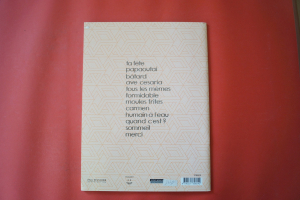 ta fête
papaoutai
bâtard
ave cesaria
tous les mêmes
formidable
moules frites
carmen
humain à l'eau
quand c'est ?
sommeil
merci